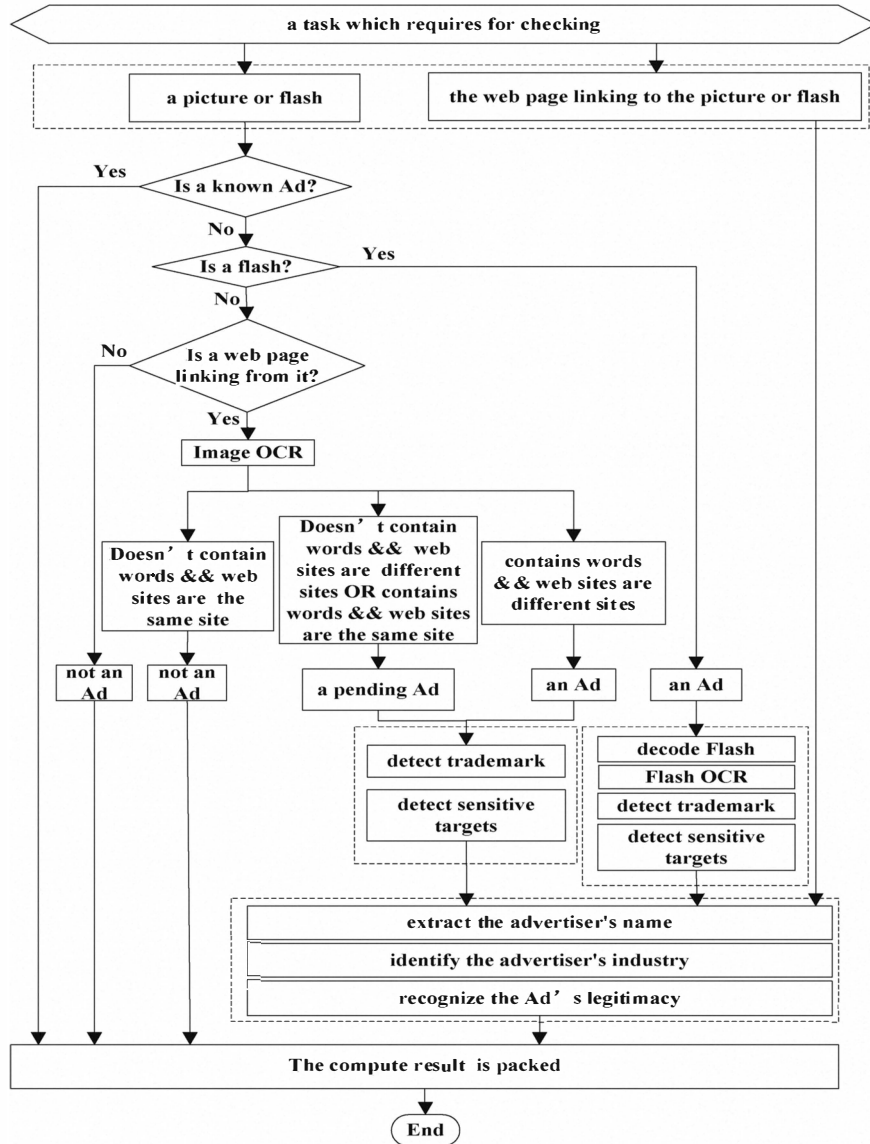 a task which requires for checking
a picture or flash
the web page linking to the picture or flash
Yes
Is a known Ad?
No
Is a flash?
Yes
No
No
Is a web page
linking from it?
Yes
Image OCR
Doesn't contain
words && web
sites are the
same site
Doesn't contain
words && web
sites are different
sites OR contains
words && web sites
are the same site
contains words
&& web sites are
different sites
not an
Ad
not an
Ad
a pending Ad
an Ad
an Ad
detect trademark
detect sensitive
targets
decode Flash
Flash OCR
detect trademark
detect sensitive
targets
extract the advertiser's name
identify the advertiser's industry
recognize the Ad's legitimacy
The compute result is packed
End